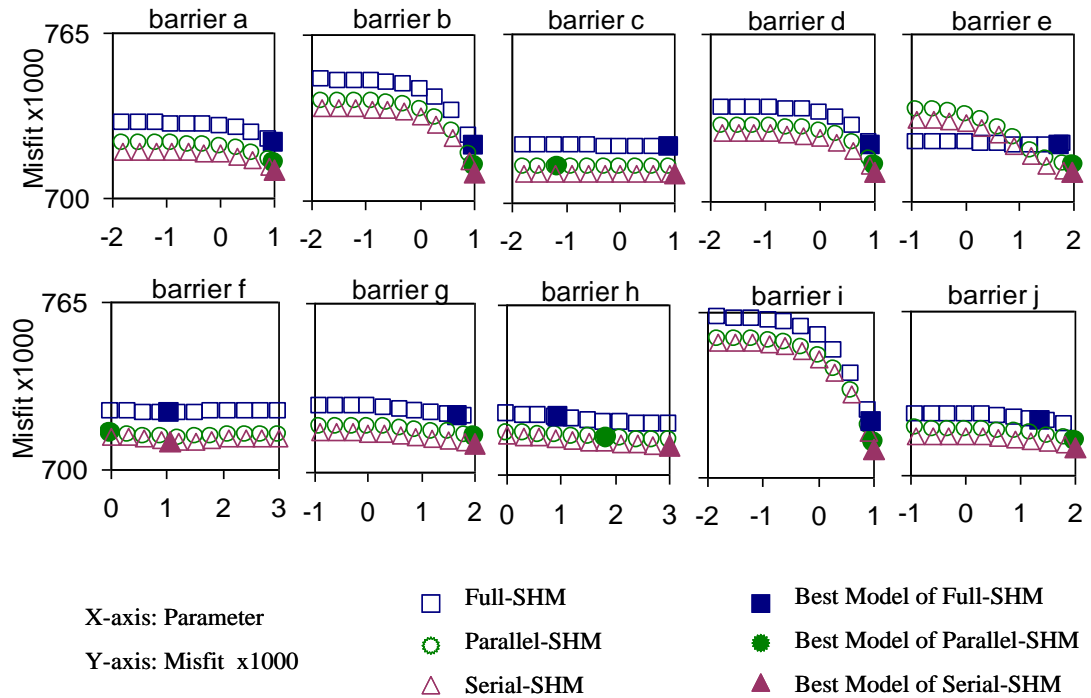 barrier a barrier b barrier c barrier d barrier e
765
Misfit x1000
700
-2 -1 0 1 -2 -1 0 1 -2 -1 0 1 -2 -1 0 1 -1 0 1 2
barrier f barrier g barrier h barrier i barrier j
765
Misfit x1000
700
0 1 2 3 -1 0 1 2 0 1 2 3 -2 -1 0 1 -1 0 1 2
X-axis: Parameter
Y-axis: Misfit x1000
Full-SHM
Parallel-SHM
Serial-SHM
Best Model of Full-SHM
Best Model of Parallel-SHM
Best Model of Serial-SHM